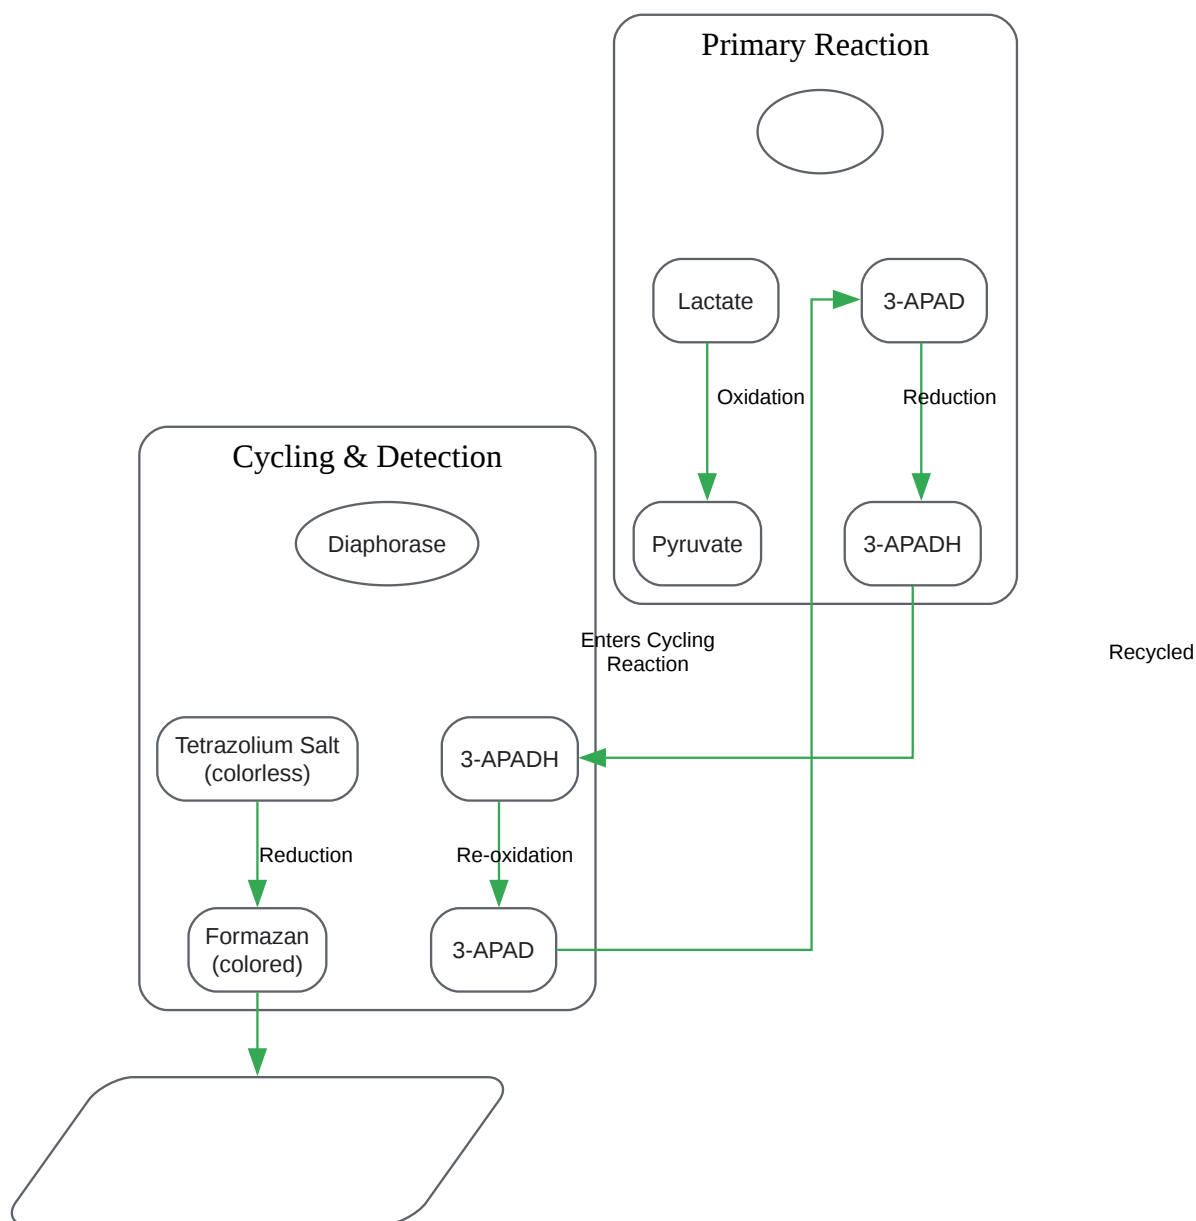 Primary Reaction
Lactate
3-APAD
Oxidation
Reduction
Pyruvate
3-APADH
Cycling & Detection
Diaphorase
Enters Cycling
Reaction
Recycled
Tetrazolium Salt
(colorless)
3-APADH
Reduction
Re-oxidation
Formazan
(colored)
3-APAD